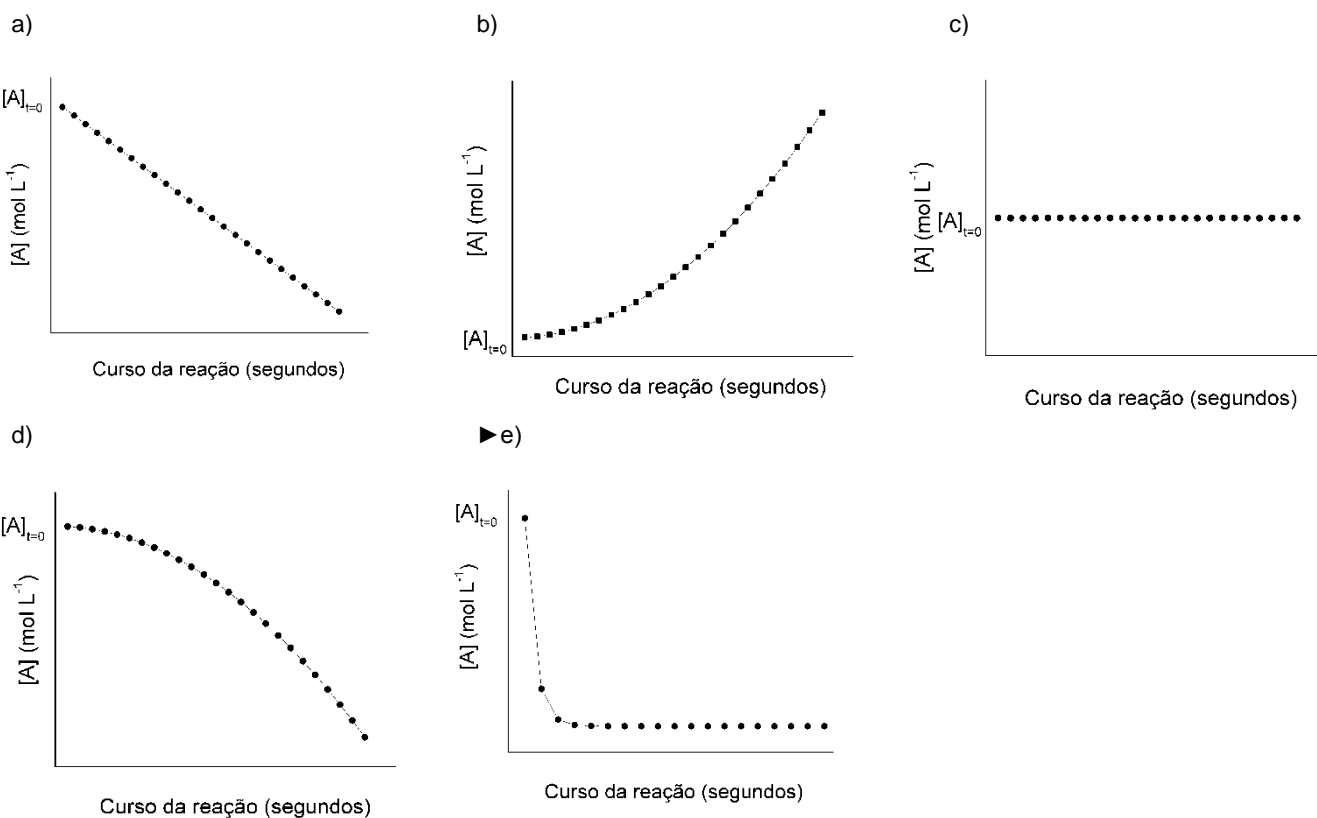 a)
b)
c)
[A]t=0
[A] (mol L-1)
Curso da reação (segundos)
[A] (mol L-1)
[A]t=0
Curso da reação (segundos)
[A] (mol L-1)
[A]t=0
Curso da reação (segundos)
d)
►e)
[A]t=0
[A] (mol L-1)
Curso da reação (segundos)
[A]t=0
[A] (mol L-1)
Curso da reação (segundos)